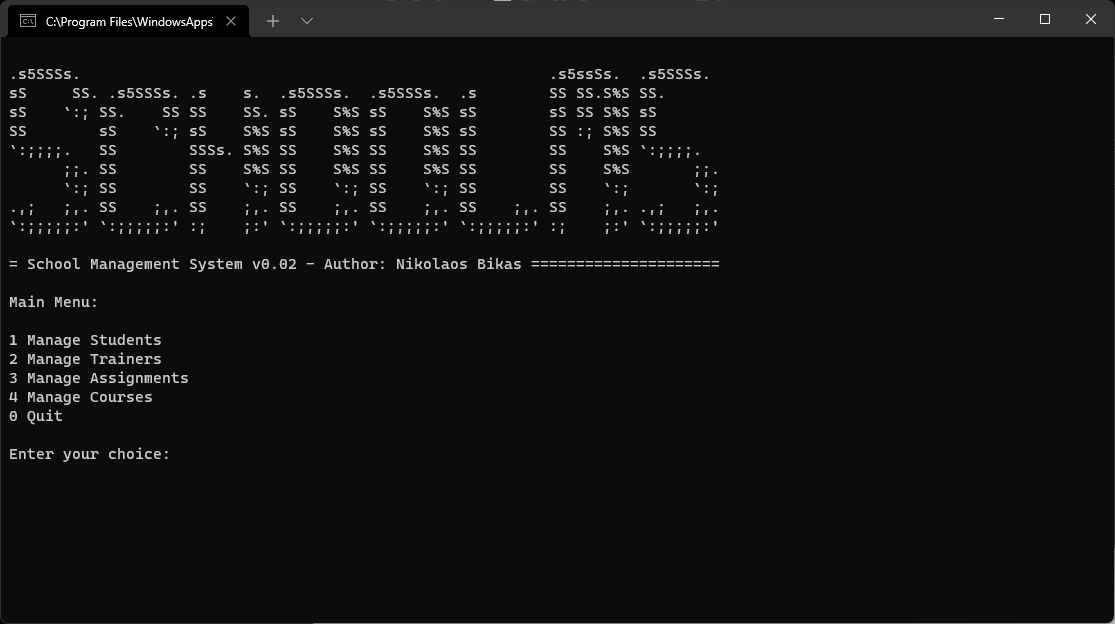 C:\Program Files\WindowsApps
.s5SSSs.                                                    .s5ssSs.  .s5SSSs.
sS     SS. .s5SSSs. .s    s.  .s5SSSs.  .s5SSSs.  .s        SS SS.S%S SS.
sS    `:; SS.    SS SS    SS. sS    S%S sS    S%S sS        sS SS S%S sS
SS        sS    `:; sS    S%S SS    S%S SS    S%S sS        SS :; S%S SS
`:;;;;.   SS        SSSs. S%S SS    S%S SS    S%S SS        SS    S%S `:;;;;.
      ;;. SS        SS    S%S SS    S%S SS    S%S SS        SS    S%S       ;;.
      `:; SS        SS    `:; SS    `:; SS    `:; SS        SS    `:;       `:;
.,;   ;,. SS    ;,. SS    ;,. SS    ;,. SS    ;,. SS    ;,. SS    ;,. .,;   ;,.
`:;;;;;:' `:;;;;;:' :;    ;:' `:;;;;;:' `:;;;;;:' `:;;;;;:' :;    ;:' `:;;;;;:'
= School Management System v0.02 - Author: Nikolaos Bikas =====================
Main Menu:
1 Manage Students
2 Manage Trainers
3 Manage Assignments
4 Manage Courses
0 Quit
Enter your choice: